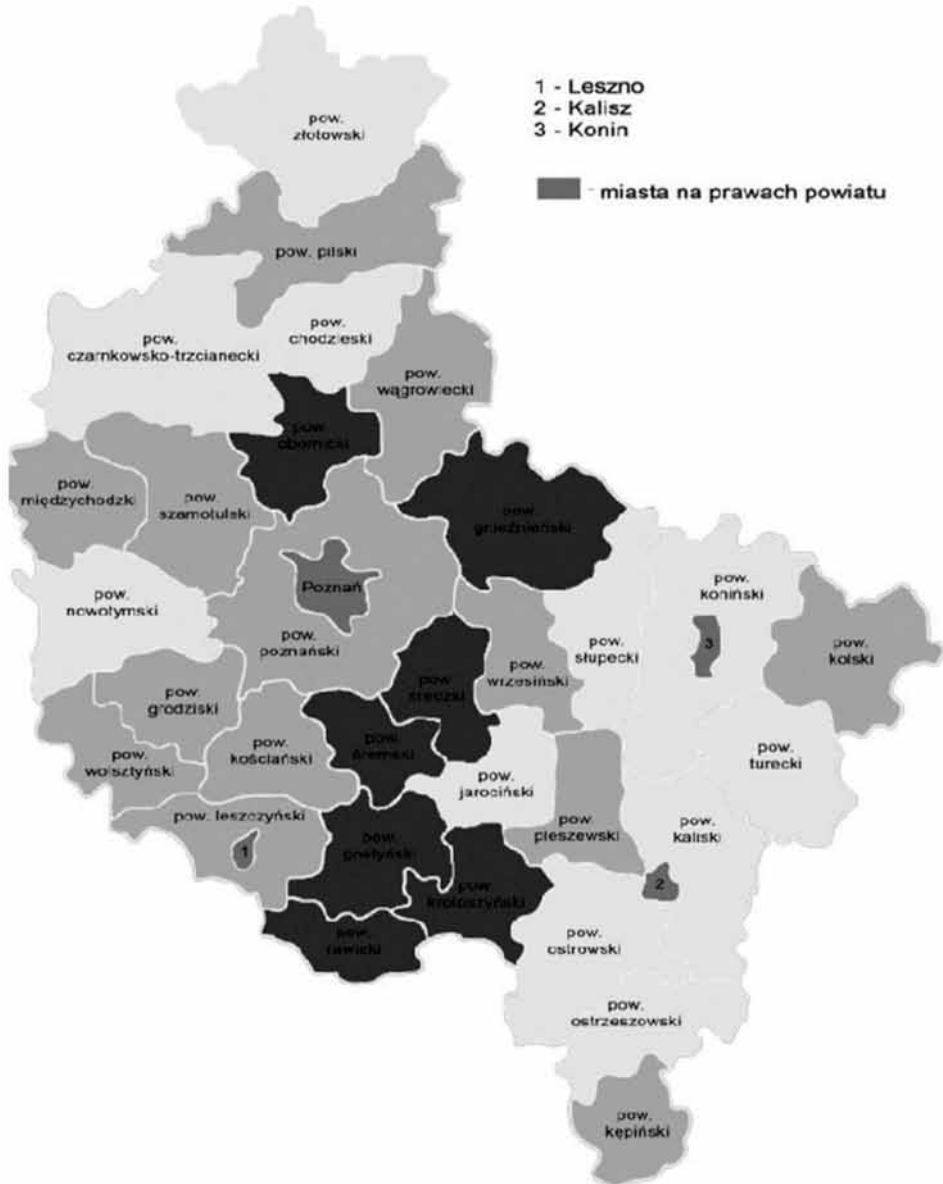 1 - Leszno
2 - Kalisz
3 - Konin
- miasta na prawach powiatu
pow.
złotowski
pow. pilski
pow.
chodzieski
pow.
czarnkowsko-trzcianecki
pow.
wągrowiecki
pow.
obornicki
pow.
międzychodzki
pow.
szamotulski
pow.
gnieźnieński
Poznań
pow.
nowotymski
pow.
poznański
pow.
koniński
3
pow.
słupecki
pow.
kolski
pow.
wrzesiński
pow.
średzki
pow.
grodziski
pow.
kościański
pow.
śremski
pow.
wolsztyński
pow.
turecki
pow.
jarociński
pow. leszczyński
1
pow.
pleszewski
pow.
kaliski
2
pow.
gostyński
pow.
krotoszyński
pow.
rawicki
pow.
ostrowski
pow.
ostrzeszowski
pow.
kępiński